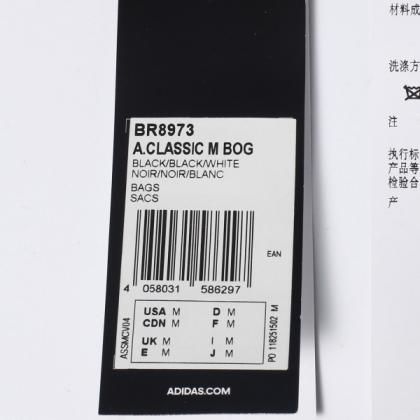 BR8973
A.CLASSIC M BOG
BLACK/BLACK/WHITE
NOIR/NOIR/BLANC
BAGS
SACS
EAN
4 058031 586297
USA M D M
CDN M F M
UK M I M
E M J M
ASSMCV04
PO 118251502 M
ADIDAS.COM
材料成
洗涤方
注
执行标
产品等
检验合
产